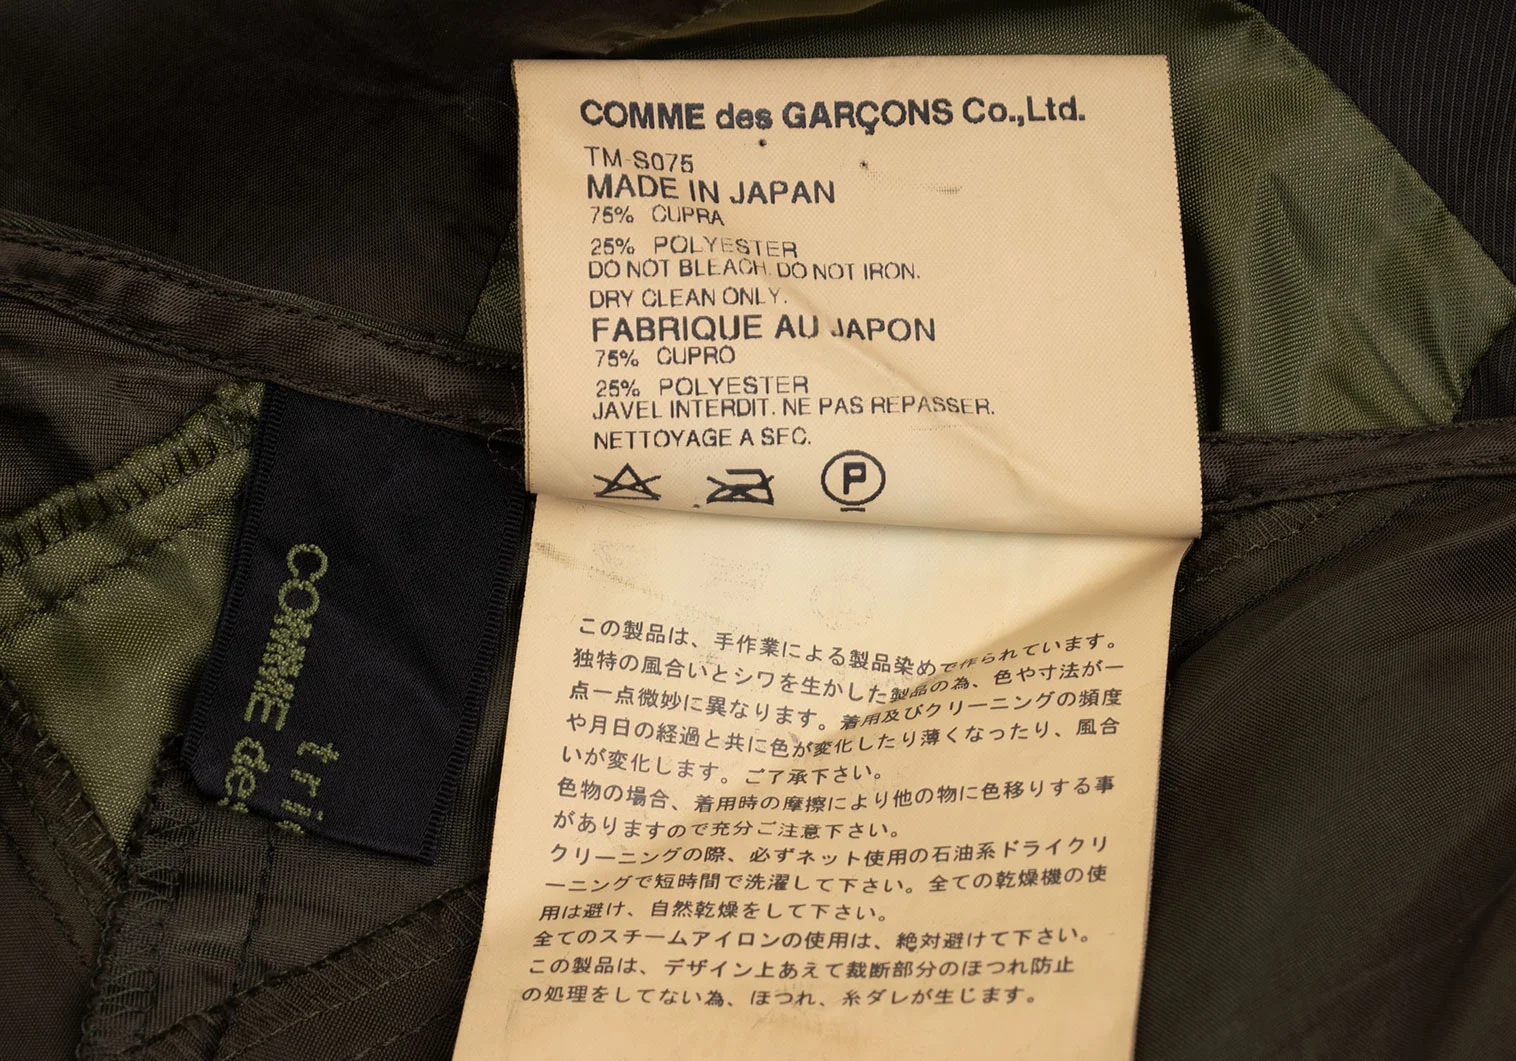 COMME des GARÇONS Co.,Ltd.
TM-S075
MADE IN JAPAN
75% CUPRA
25% POLYESTER
DO NOT BLEACH. DO NOT IRON.
DRY CLEAN ONLY.
FABRIQUE AU JAPON
75% CUPRO
25% POLYESTER
JAVEL INTERDIT. NE PAS REPASSER.
NETTOYAGE A SEC.
P
この製品は、手作業による製品染めで作られています。
独特の風合いとシワを生かした製品の為、色や寸法が一
点一点微妙に異なります。着用及びクリーニングの頻度
や月日の経過と共に色が変化したり薄くなったり、風合
いが変化します。ご了承下さい。
色物の場合、着用時の摩擦により他の物に色移りする事
がありますので充分ご注意下さい。
クリーニングの際、必ずネット使用の石油系ドライクリ
ーニングで短時間で洗濯して下さい。全ての乾燥機の使
用は避け、自然乾燥をして下さい。
全てのスチームアイロンの使用は、絶対避けて下さい。
この製品は、デザイン上あえて裁断部分のほつれ防止
の処理をしてない為、ほつれ、糸ダレが生じます。
tri
COMME des